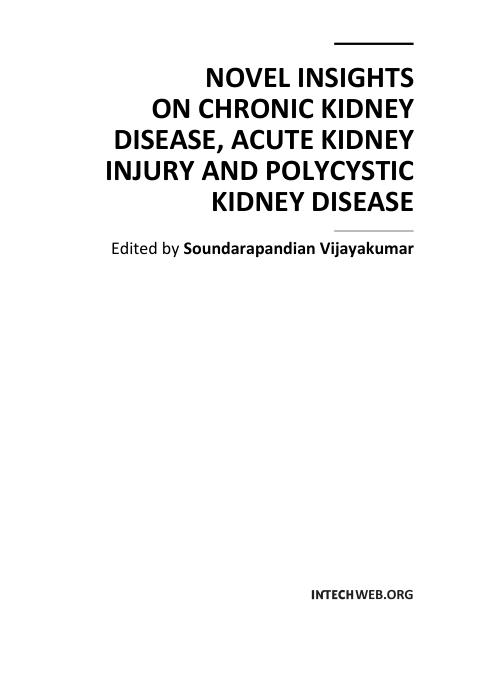 NOVEL INSIGHTS
ON CHRONIC KIDNEY
DISEASE, ACUTE KIDNEY
INJURY AND POLYCYSTIC
KIDNEY DISEASE
Edited by Soundarapandian Vijayakumar
INTECHWEB.ORG